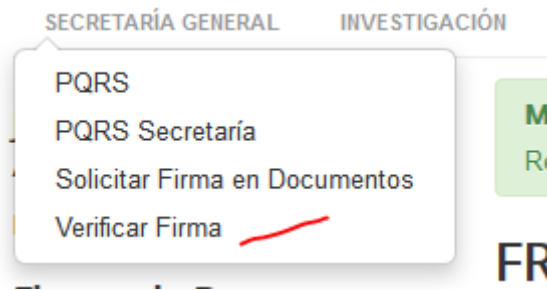 SECRETARÍA GENERAL INVESTIGACIÓN
PQRS
PQRS Secretaría
Solicitar Firma en Documentos
Verificar Firma